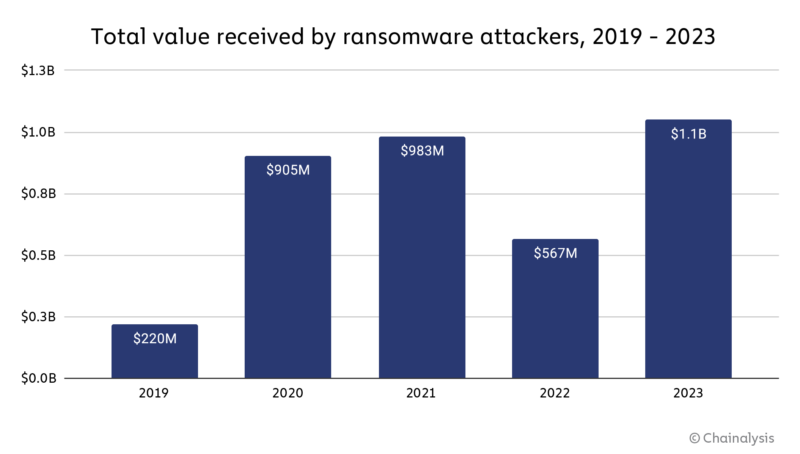 Total value received by ransomware attackers, 2019 - 2023
$1.3B
$1.0B
$0.8B
$0.5B
$0.3B
$0.0B
$220M
$905M
$983M
$567M
$1.1B
2019 2020 2021 2022 2023
© Chainalysis